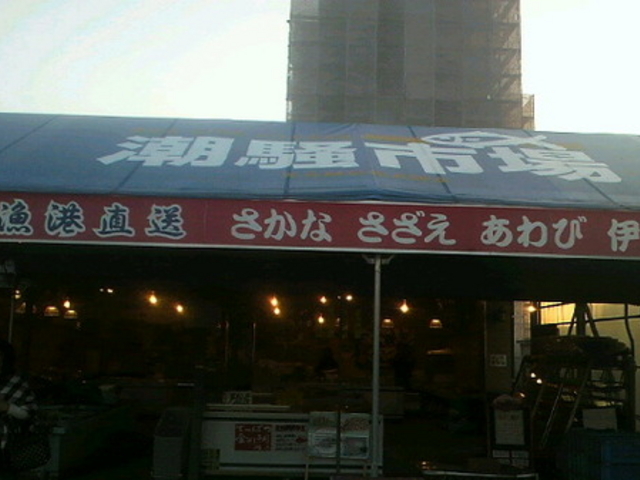 潮騒市場
漁港直送 さかな さざえ あわび 伊